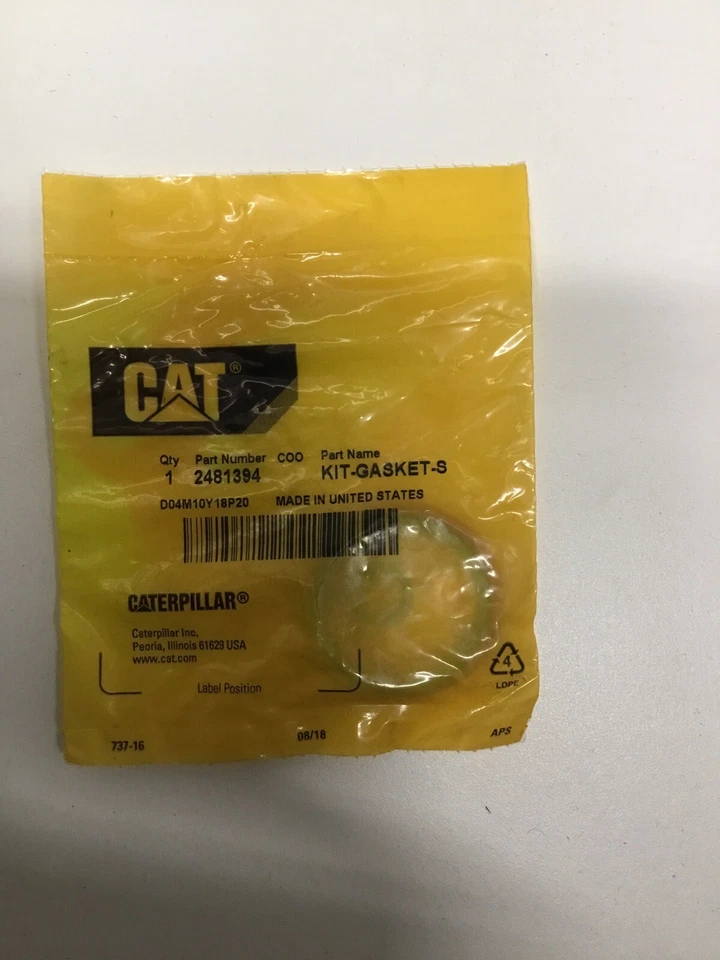 CAT®
Qty Part Number COO Part Name
1 2481394 KIT-GASKET-S
D04M10Y18P20 MADE IN UNITED STATES
CATERPILLAR®
Caterpillar Inc.
Peoria, Illinois 61629 USA
www.cat.com
Label Position
4
LDPE
737-16 08/18 APS